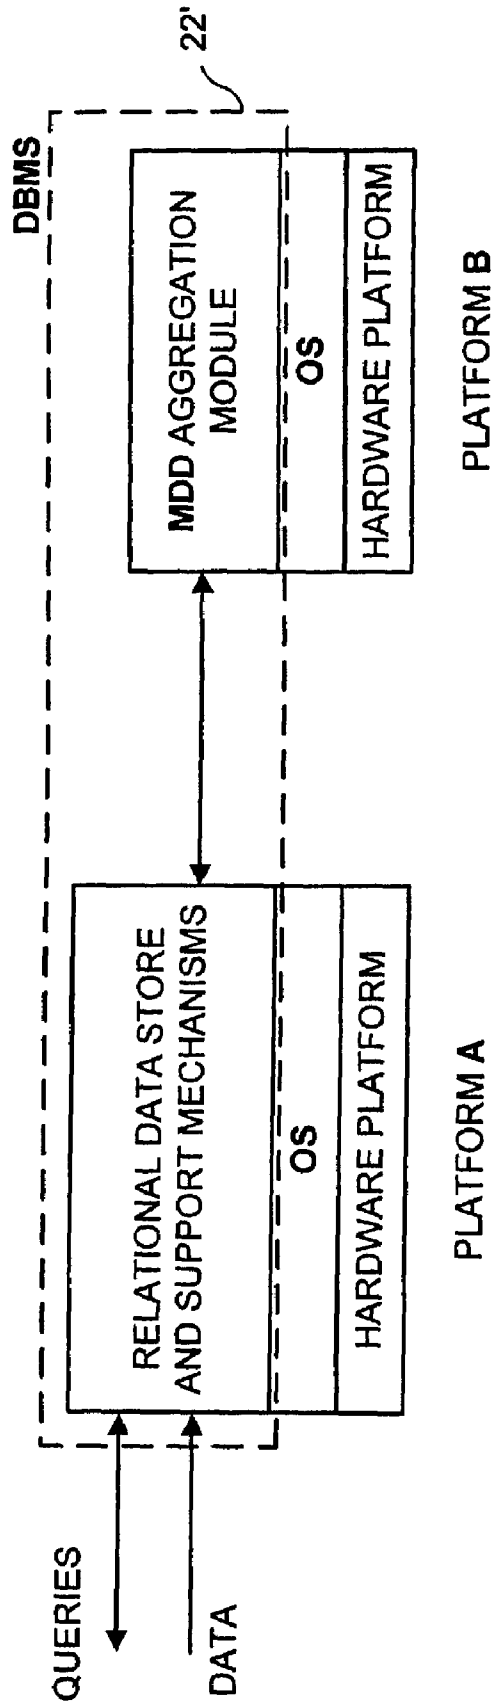 DBMS
22'
QUERIES
DATA
RELATIONAL DATA STORE
AND SUPPORT MECHANISMS
OS
HARDWARE PLATFORM
PLATFORM A
MDD AGGREGATION
MODULE
OS
HARDWARE PLATFORM
PLATFORM B